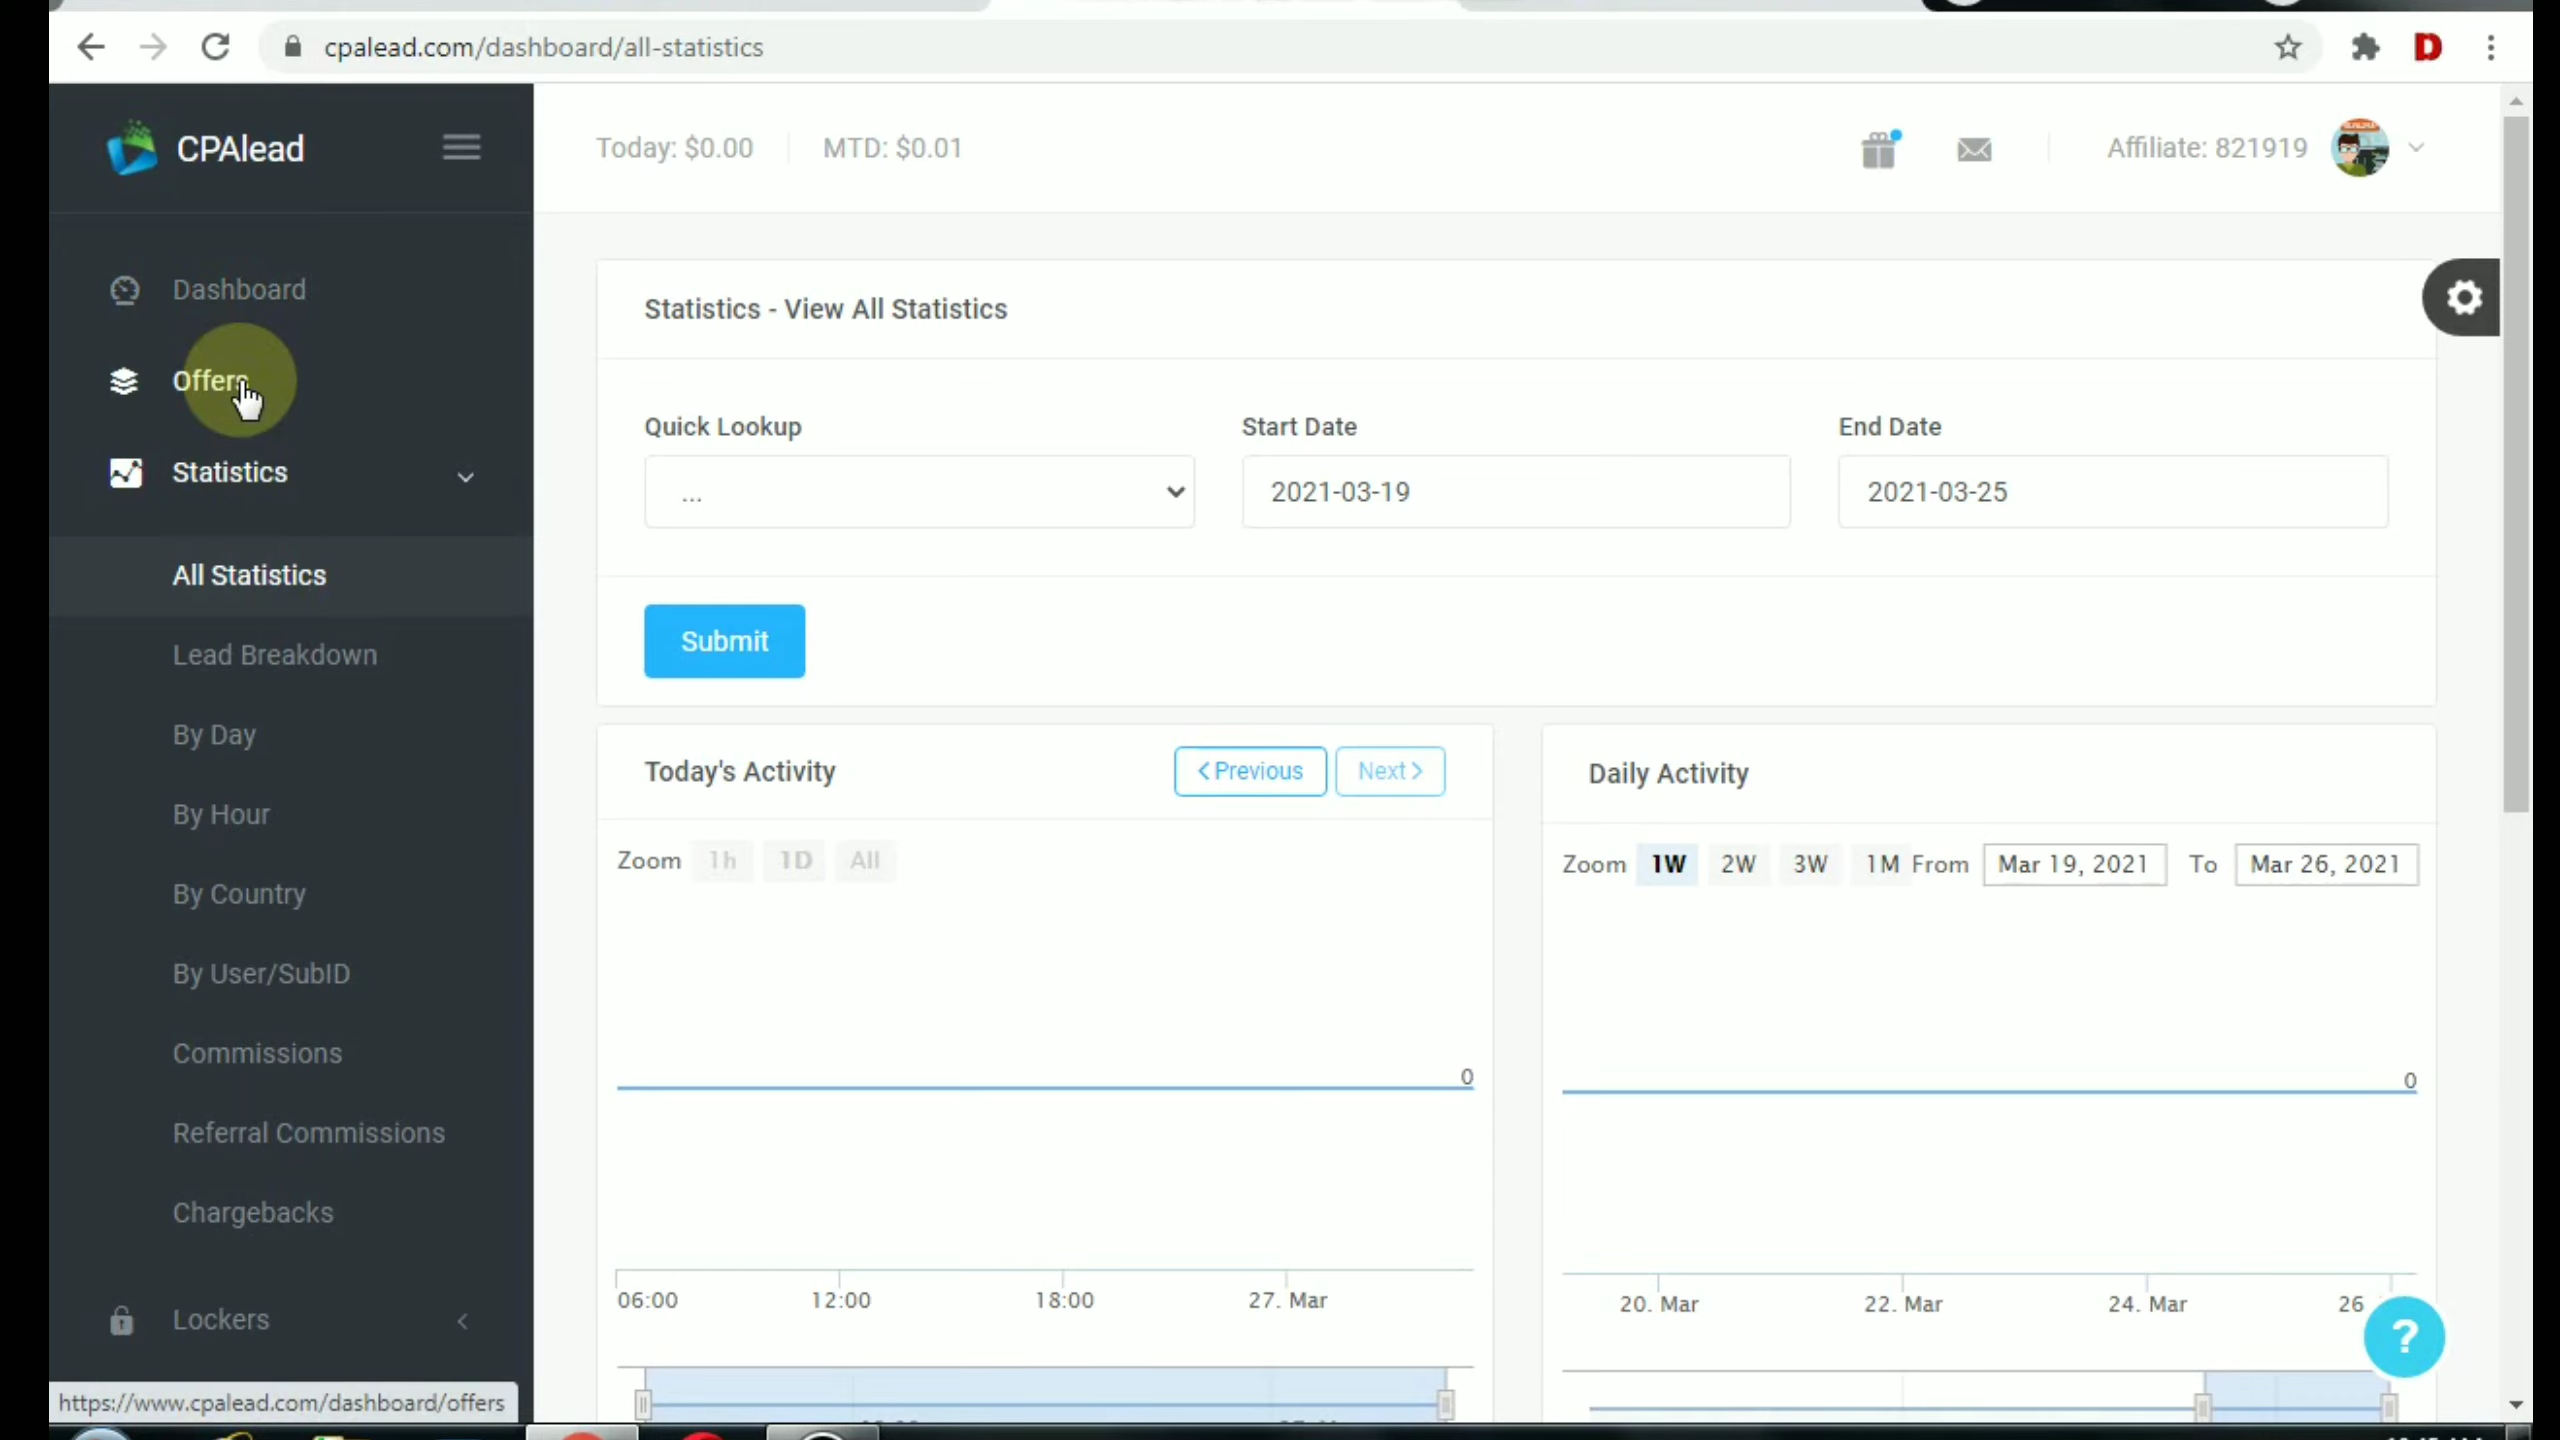 cpalead.com/dashboard/all-statistics
D
CPAlead
Today: $0.00
MTD: $0.01
Affiliate: 821919
Dashboard
Offers
Statistics
All Statistics
Lead Breakdown
By Day
By Hour
By Country
By User/SubID
Commissions
Referral Commissions
Chargebacks
Lockers
Statistics - View All Statistics
Quick Lookup
Start Date
End Date
...
2021-03-19
2021-03-25
Submit
Today's Activity
Previous
Next
Zoom 1h 1D All
0
06:00 12:00 18:00 27. Mar
Daily Activity
Zoom 1W 2W 3W 1M From Mar 19, 2021 To Mar 26, 2021
0
20. Mar 22. Mar 24. Mar 26
?
https://www.cpalead.com/dashboard/offers